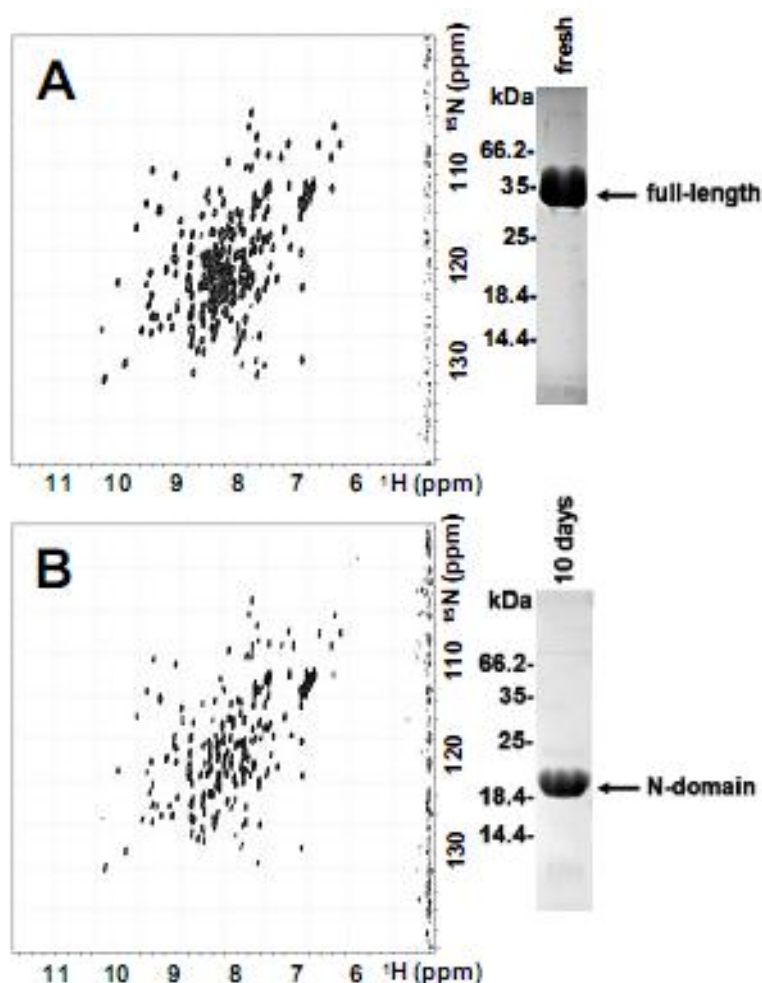 A
fresh
kDa
66.2-
35-
25-
18.4-
14.4-
full-length
¹⁵N (ppm)
110
120
130
11 10 9 8 7 6 ¹H (ppm)
B
10 days
kDa
66.2-
35-
25-
18.4-
14.4-
N-domain
¹⁵N (ppm)
110
120
130
11 10 9 8 7 6 ¹H (ppm)